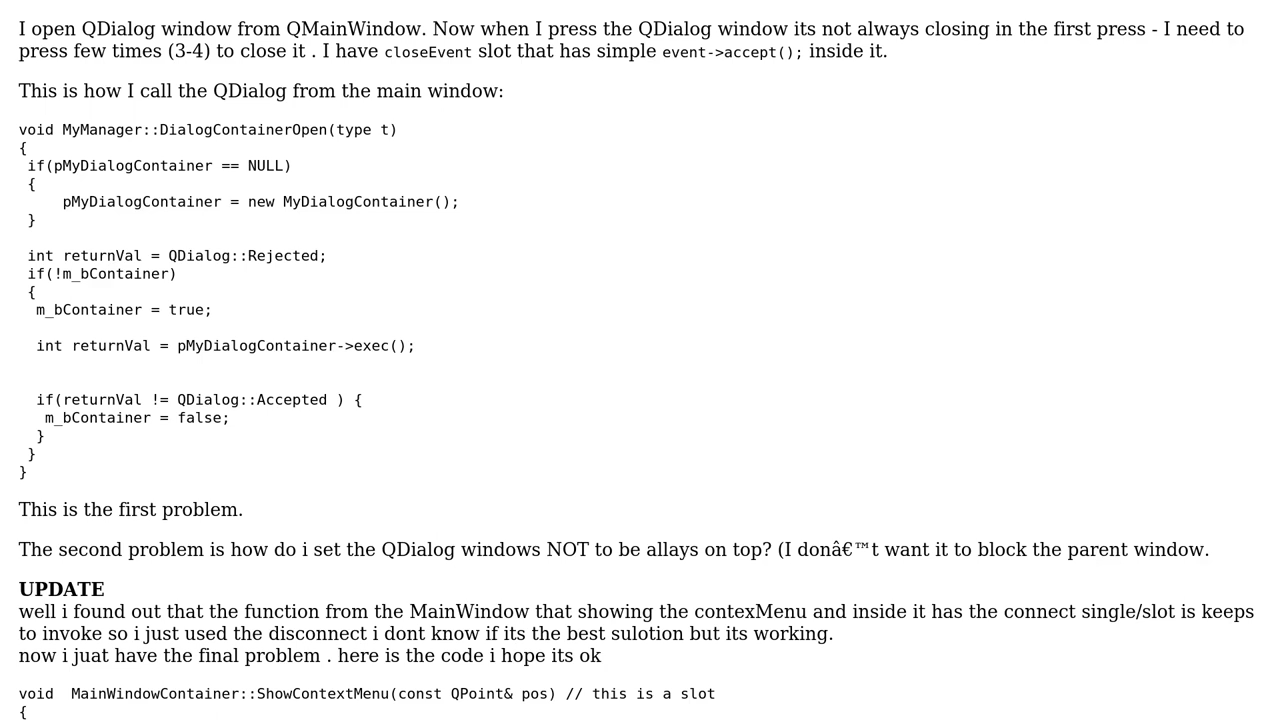 I open QDialog window from QMainWindow. Now when I press the QDialog window its not always closing in the first press - I need to
press few times (3-4) to close it . I have closeEvent slot that has simple event->accept(); inside it.
This is how I call the QDialog from the main window:
void MyManager::DialogContainerOpen(type t)
{
 if(pMyDialogContainer == NULL)
 {
     pMyDialogContainer = new MyDialogContainer();
 }
 int returnVal = QDialog::Rejected;
 if(!m_bContainer)
 {
  m_bContainer = true;
  int returnVal = pMyDialogContainer->exec();
  if(returnVal != QDialog::Accepted ) {
   m_bContainer = false;
  }
 }
}
This is the first problem.
The second problem is how do i set the QDialog windows NOT to be allays on top? (I donâ€™t want it to block the parent window.
UPDATE
well i found out that the function from the MainWindow that showing the contexMenu and inside it has the connect single/slot is keeps
to invoke so i just used the disconnect i dont know if its the best sulotion but its working.
now i juat have the final problem . here is the code i hope its ok
void  MainWindowContainer::ShowContextMenu(const QPoint& pos) // this is a slot
{